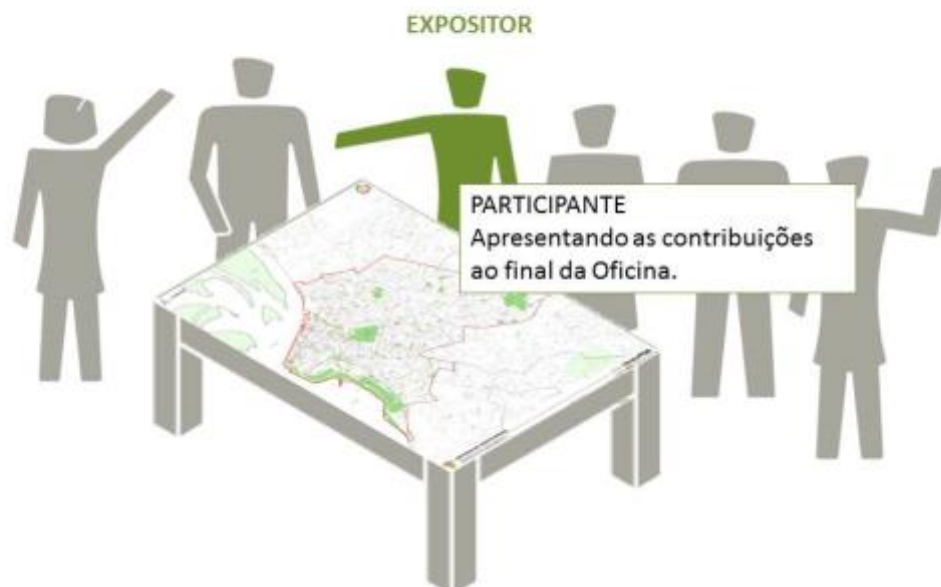 EXPOSITOR
PARTICIPANTE
Apresentando as contribuições
ao final da Oficina.